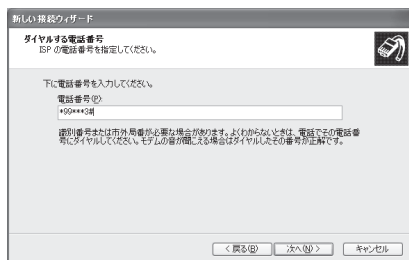 新しい接続ウィザード
ダイヤルする電話番号
ISP の電話番号を指定してください。
下に電話番号を入力してください。
電話番号(P):
*99***3#
識別番号または市外局番が必要な場合があります。よくわからないときは、電話でその電話番
号にダイヤルしてください。モデムの音が聞こえる場合はダイヤルしたその番号が正解です。
< 戻る(B)
次へ(N) >
キャンセル